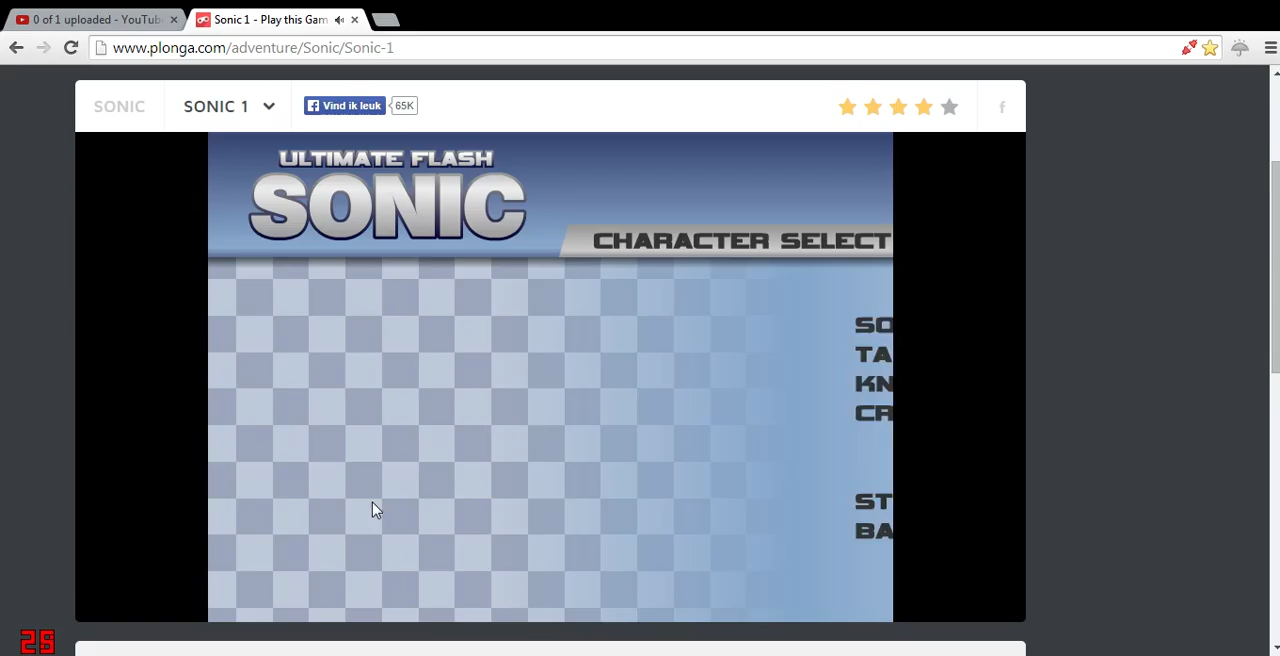 0 of 1 uploaded - YouTub
Sonic 1 - Play this Gam
www.plonga.com/adventure/Sonic/Sonic-1
SONIC
SONIC 1
Vind ik leuk
65K
f
ULTIMATE FLASH
SONIC
CHARACTER SELECT
SO
TA
KN
CR
ST
BA
29